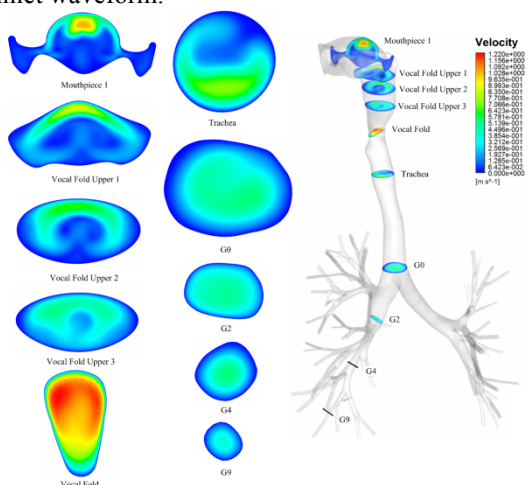 inlet waveform.
Mouthpiece 1
Vocal Fold Upper 1
Vocal Fold Upper 2
Vocal Fold Upper 3
Vocal Fold
Trachea
G0
G2
G4
G9
Mouthpiece 1
Vocal Fold Upper 1
Vocal Fold Upper 2
Vocal Fold Upper 3
Vocal Fold
Trachea
G0
G2
G4
G9
Velocity
1.220e+000
1.156e+000
1.092e+000
1.028e+000
9.635e-001
8.993e-001
8.350e-001
7.708e-001
7.066e-001
6.423e-001
5.781e-001
5.139e-001
4.496e-001
3.854e-001
3.212e-001
2.569e-001
1.927e-001
1.285e-001
6.423e-002
0.000e+000
[m s^-1]